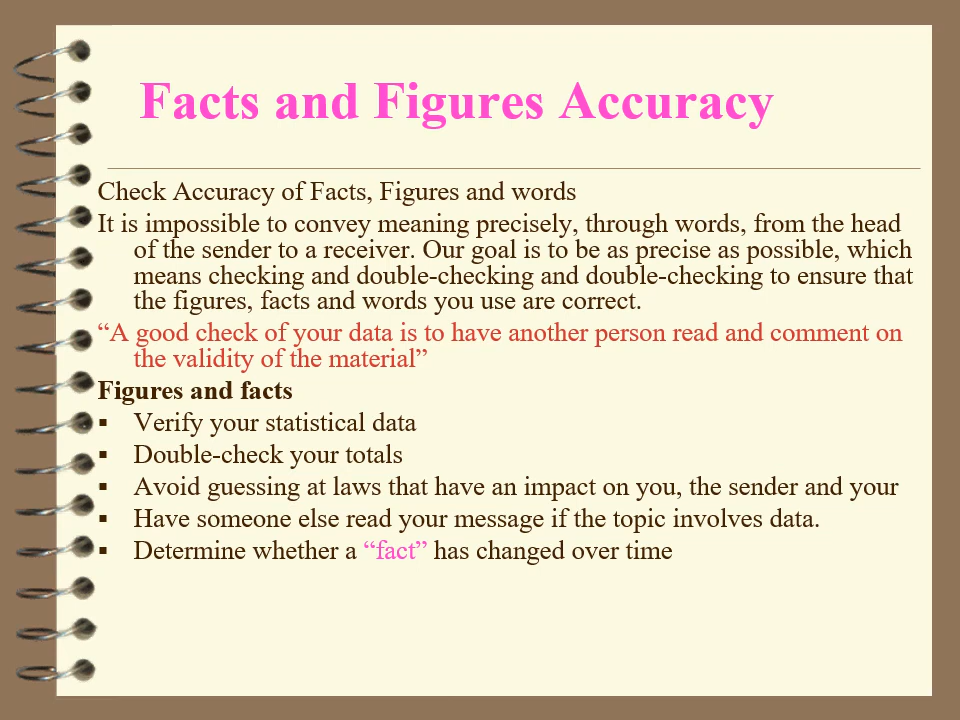 Facts and Figures Accuracy
Check Accuracy of Facts, Figures and words
It is impossible to convey meaning precisely, through words, from the head
of the sender to a receiver. Our goal is to be as precise as possible, which
means checking and double-checking and double-checking to ensure that
the figures, facts and words you use are correct.
“A good check of your data is to have another person read and comment on
the validity of the material”
Figures and facts
▪ Verify your statistical data
▪ Double-check your totals
▪ Avoid guessing at laws that have an impact on you, the sender and your
▪ Have someone else read your message if the topic involves data.
▪ Determine whether a “fact” has changed over time